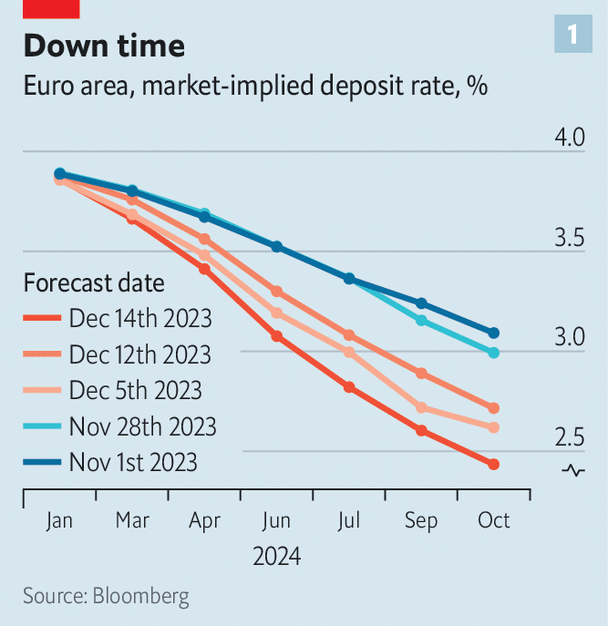 Down time
1
Euro area, market-implied deposit rate, %
4.0
3.5
Forecast date
Dec 14th 2023
3.0
Dec 12th 2023
Dec 5th 2023
Nov 28th 2023
2.5
Nov 1st 2023
Jan Mar Apr Jun Jul Sep Oct
2024
Source: Bloomberg